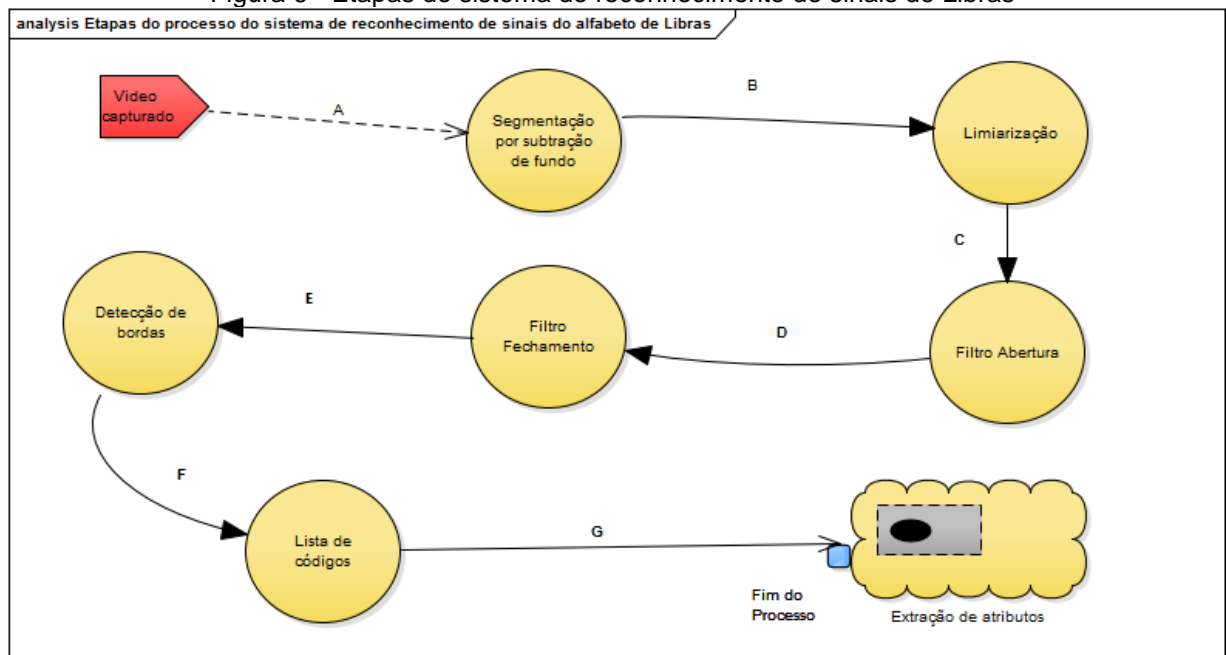 analysis Etapas do processo do sistema de reconhecimento de sinais do alfabeto de Libras
Video
capturado
A
Segmentação
por subtração
de fundo
B
Limiarização
C
Filtro Abertura
D
Filtro
Fechamento
E
Detecção de
bordas
F
Lista de
códigos
G
Fim do
Processo
Extração de atributos